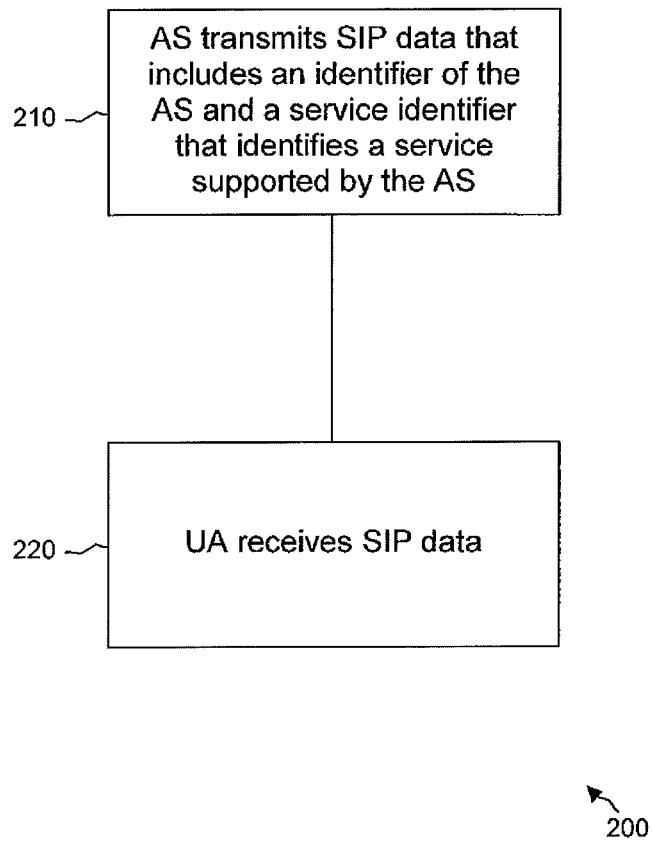 AS transmits SIP data that
includes an identifier of the
AS and a service identifier
that identifies a service
supported by the AS
210
UA receives SIP data
220
200